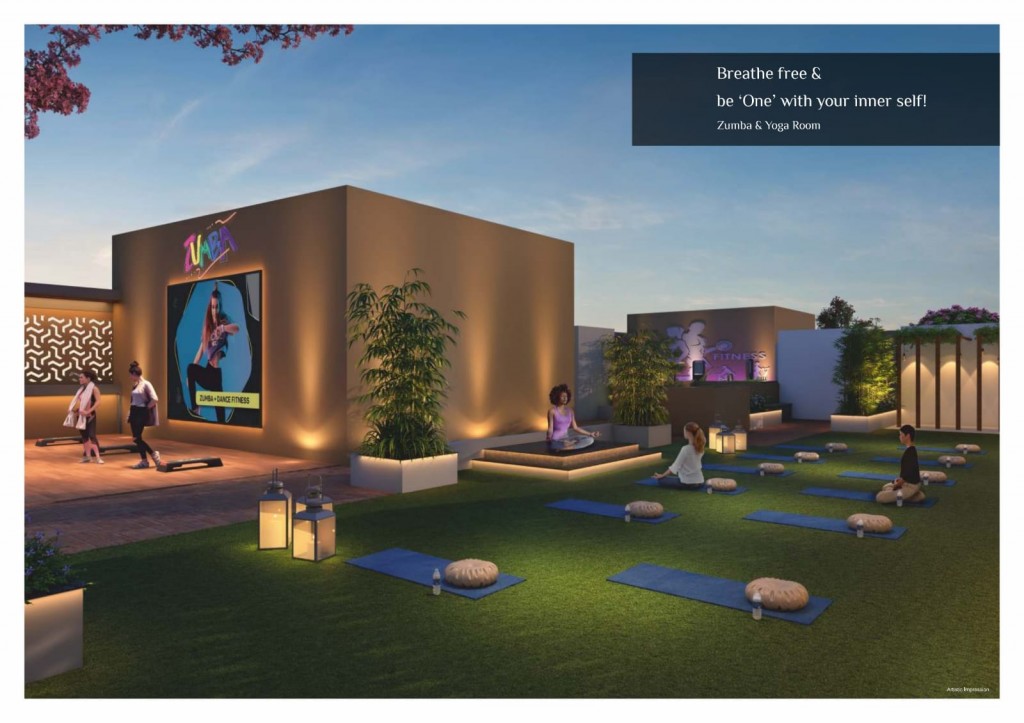 Breathe free &
be ‘One’ with your inner self!
Zumba & Yoga Room
ZUMBA
ZUMBA + DANCE FITNESS
FITNESS
Artistic Impression